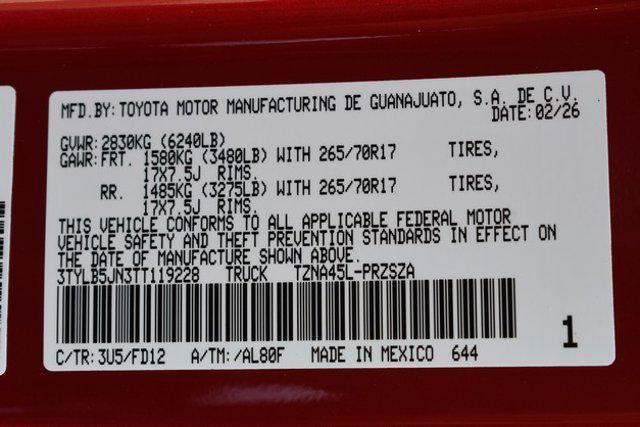 MFD.BY: TOYOTA MOTOR MANUFACTURING DE GUANAJUATO, S.A. DE C.V.
DATE: 02/26
GVWR: 2830KG (6240LB)
GAWR: FRT. 1580KG (3480LB) WITH 265/70R17 TIRES,
17X7.5J RIMS.
RR. 1485KG (3275LB) WITH 265/70R17 TIRES,
17X7.5J RIMS.
THIS VEHICLE CONFORMS TO ALL APPLICABLE FEDERAL MOTOR
VEHICLE SAFETY AND THEFT PREVENTION STANDARDS IN EFFECT ON
THE DATE OF MANUFACTURE SHOWN ABOVE.
3TYLB5JN3TT119228 TRUCK TZNA45L-PRZSZA
1
C/TR: 3U5/FD12 A/TM: /AL80F MADE IN MEXICO 644